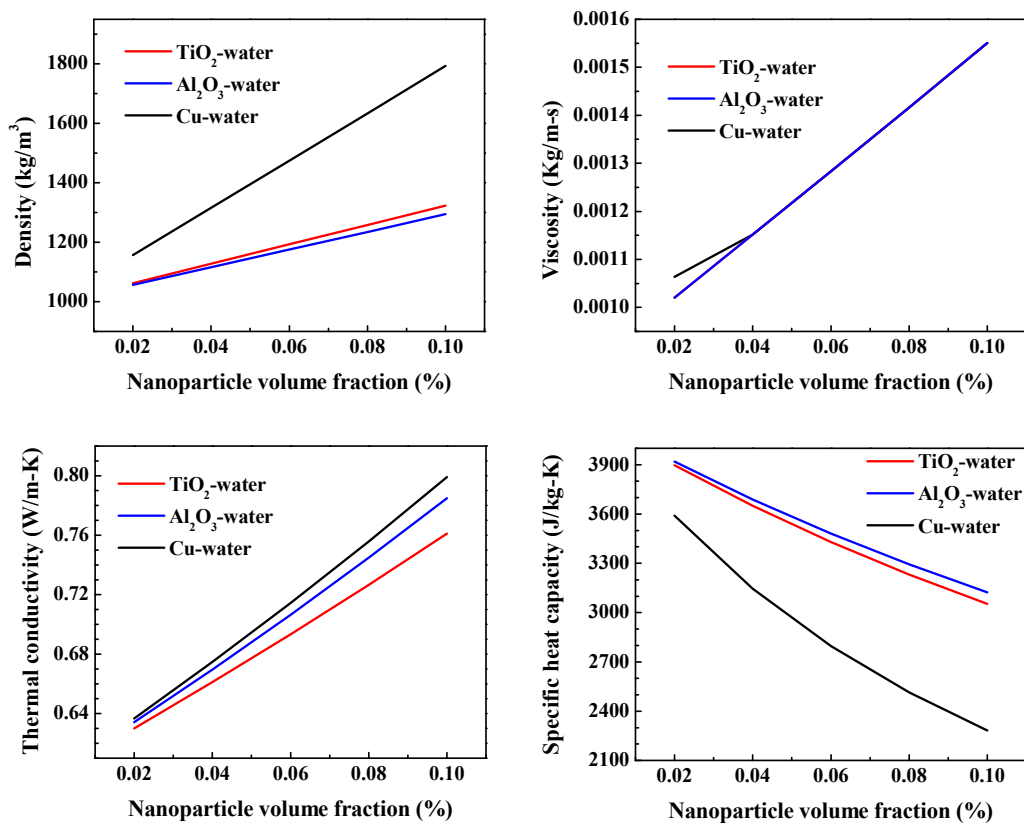 Density (kg/m³)
1800
1600
1400
1200
1000
TiO₂-water
Al₂O₃-water
Cu-water
0.02 0.04 0.06 0.08 0.10
Nanoparticle volume fraction (%)
Viscosity (Kg/m-s)
0.0016
0.0015
0.0014
0.0013
0.0012
0.0011
0.0010
TiO₂-water
Al₂O₃-water
Cu-water
0.02 0.04 0.06 0.08 0.10
Nanoparticle volume fraction (%)
Thermal conductivity (W/m-K)
0.80
0.76
0.72
0.68
0.64
TiO₂-water
Al₂O₃-water
Cu-water
0.02 0.04 0.06 0.08 0.10
Nanoparticle volume fraction (%)
Specific heat capacity (J/kg-K)
3900
3600
3300
3000
2700
2400
2100
TiO₂-water
Al₂O₃-water
Cu-water
0.02 0.04 0.06 0.08 0.10
Nanoparticle volume fraction (%)